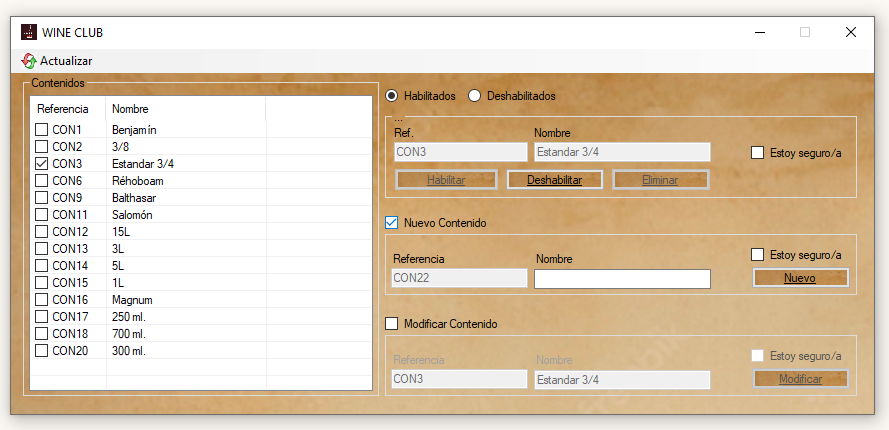 WINE CLUB
Actualizar
Contenidos
Referencia Nombre
CON1 Benjamín
CON2 3/8
CON3 Estandar 3/4
CON6 Réhoboam
CON9 Balthasar
CON11 Salomón
CON12 15L
CON13 3L
CON14 5L
CON15 1L
CON16 Magnum
CON17 250 ml.
CON18 700 ml.
CON20 300 ml.
Habilitados Deshabilitados
...
Ref. Nombre
CON3 Estandar 3/4 Estoy seguro/a
Habilitar Deshabilitar Eliminar
Nuevo Contenido
Referencia Nombre Estoy seguro/a
CON22 Nuevo
Modificar Contenido
Referencia Nombre Estoy seguro/a
CON3 Estandar 3/4 Modificar